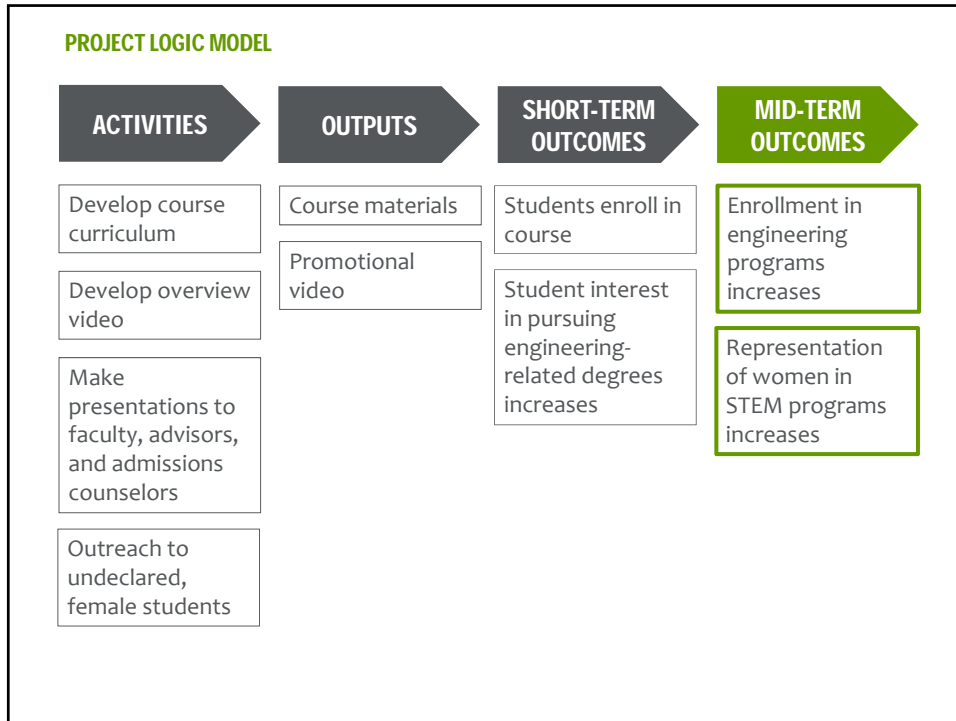 PROJECT LOGIC MODEL
ACTIVITIES
Develop course
curriculum
Develop overview
video
Make
presentations to
faculty, advisors,
and admissions
counselors
Outreach to
undeclared,
female students
OUTPUTS
Course materials
Promotional
video
SHORT-TERM
OUTCOMES
Students enroll in
course
Student interest
in pursuing
engineering-
related degrees
increases
MID-TERM
OUTCOMES
Enrollment in
engineering
programs
increases
Representation
of women in
STEM programs
increases